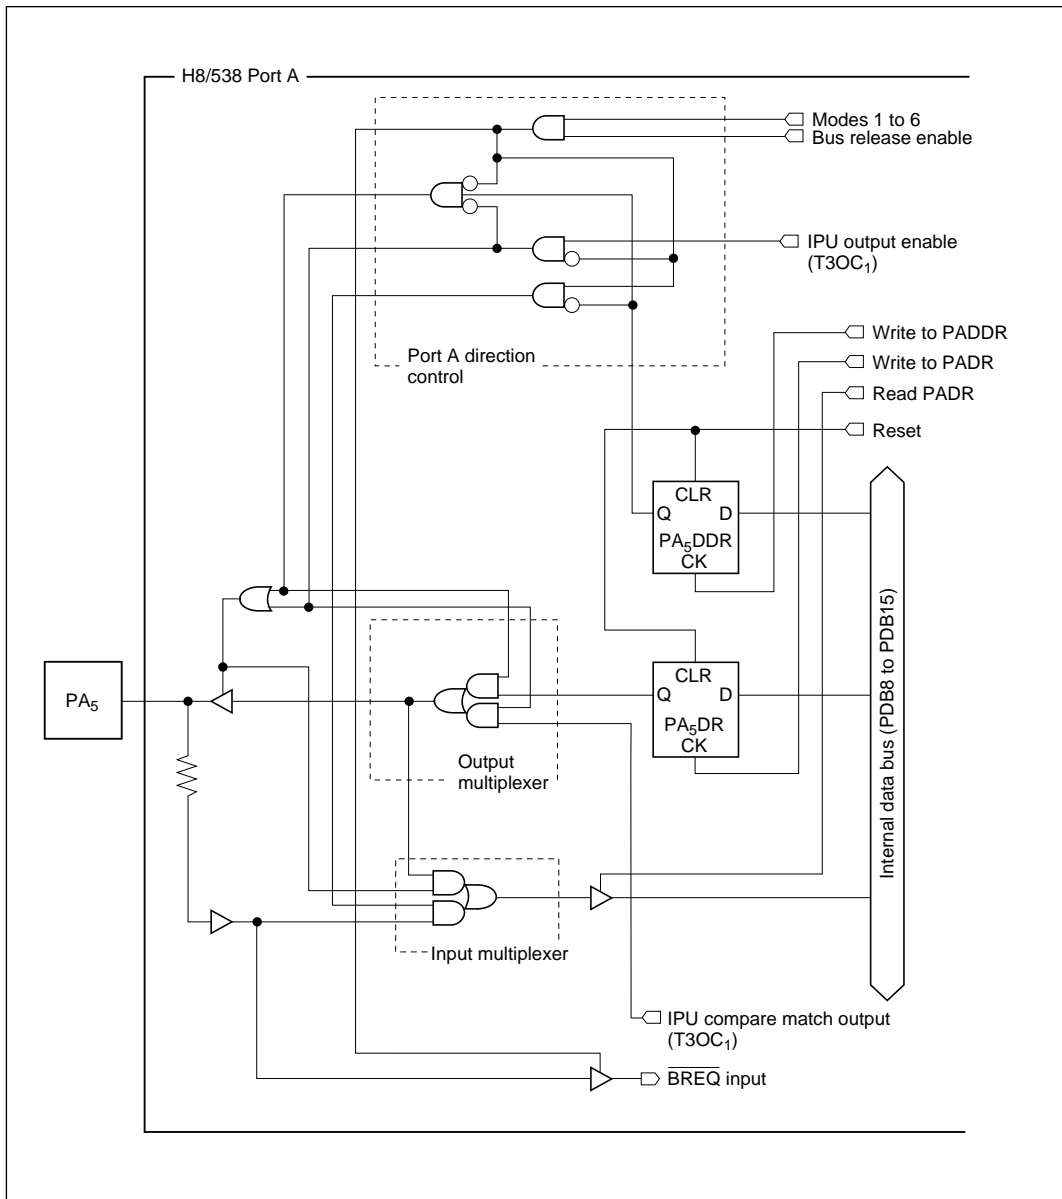 H8/538 Port A
Modes 1 to 6
Bus release enable
IPU output enable
(T3OC₁)
Port A direction
control
Write to PADDR
Write to PADR
Read PADR
Reset
CLR
Q D
PA₅DDR
CK
Internal data bus (PDB8 to PDB15)
PA₅
CLR
Q D
PA₅DR
CK
Output
multiplexer
Input multiplexer
IPU compare match output
(T3OC₁)
B̅R̅E̅Q̅ input